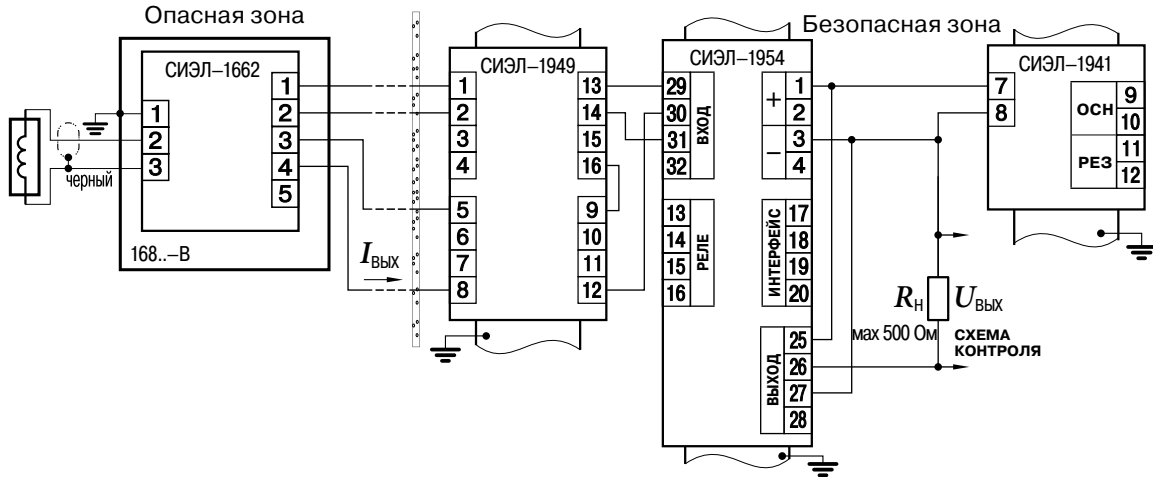 Опасная зона
Безопасная зона
СИЭЛ–1662
1
2
3
1
2
3
4
5
черный
168..–В
Iвых
СИЭЛ–1949
1
2
3
4
5
6
7
8
13
14
15
16
9
10
11
12
СИЭЛ–1954
29
30
31
32
ВХОД
13
14
15
16
РЕЛЕ
+
–
1
2
3
4
ИНТЕРФЕЙС
17
18
19
20
ВЫХОД
25
26
27
28
Rн
Uвых
max 500 Ом
СХЕМА
КОНТРОЛЯ
СИЭЛ–1941
7
8
ОСН
9
10
РЕЗ
11
12